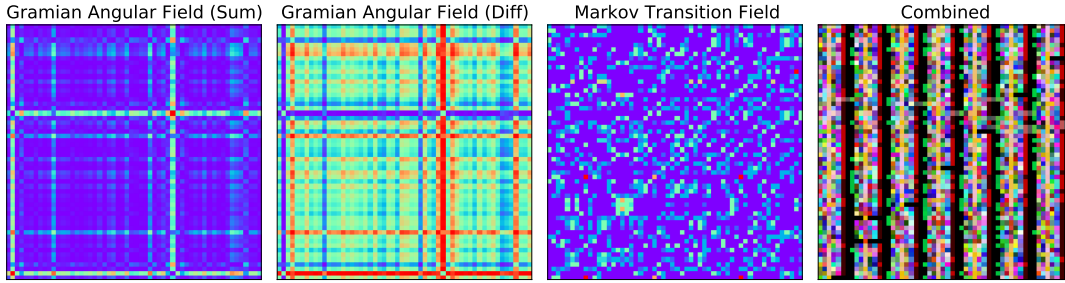 Gramian Angular Field (Sum)
Gramian Angular Field (Diff)
Markov Transition Field
Combined